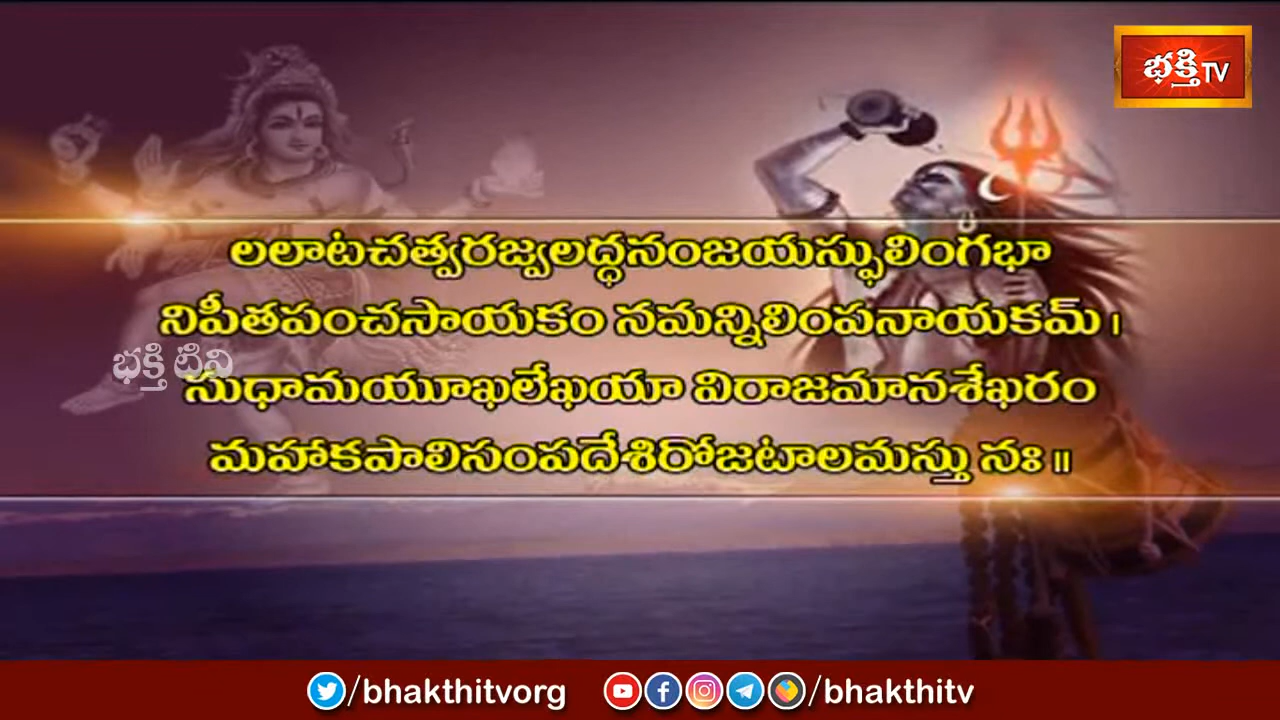 భక్తి TV
లలాటచత్వరజ్వలద్ధనంజయస్ఫులింగభా
నిపీతపంచసాయకం నమన్నిలింపనాయకమ్ ।
భక్తి టివి
సుధామయూఖలేఖయా విరాజమానశేఖరం
మహాకపాలిసంపదేశిరోజటాలమస్తు నః ॥
/bhakthitvorg /bhakthitv